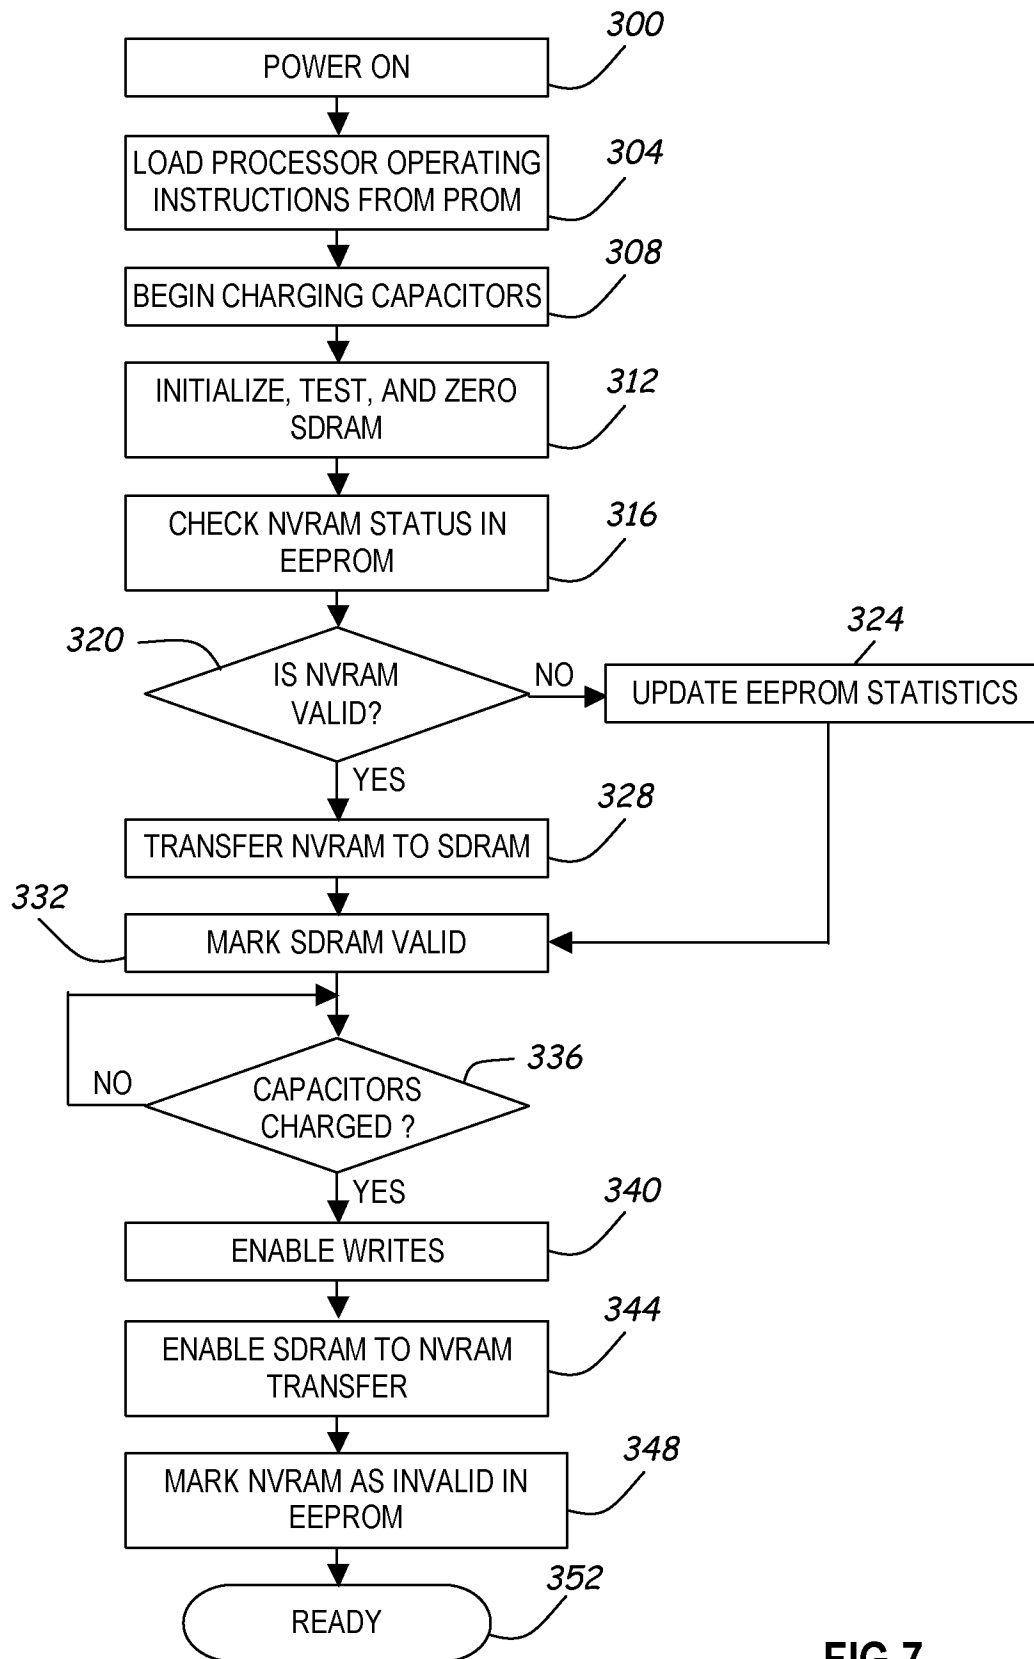 300
POWER ON
304
LOAD PROCESSOR OPERATING
INSTRUCTIONS FROM PROM
308
BEGIN CHARGING CAPACITORS
312
INITIALIZE, TEST, AND ZERO
SDRAM
316
CHECK NVRAM STATUS IN
EEPROM
320
IS NVRAM
VALID?
NO
324
UPDATE EEPROM STATISTICS
YES
328
TRANSFER NVRAM TO SDRAM
332
MARK SDRAM VALID
336
NO
CAPACITORS
CHARGED ?
YES
340
ENABLE WRITES
344
ENABLE SDRAM TO NVRAM
TRANSFER
348
MARK NVRAM AS INVALID IN
EEPROM
352
READY
FIG.7